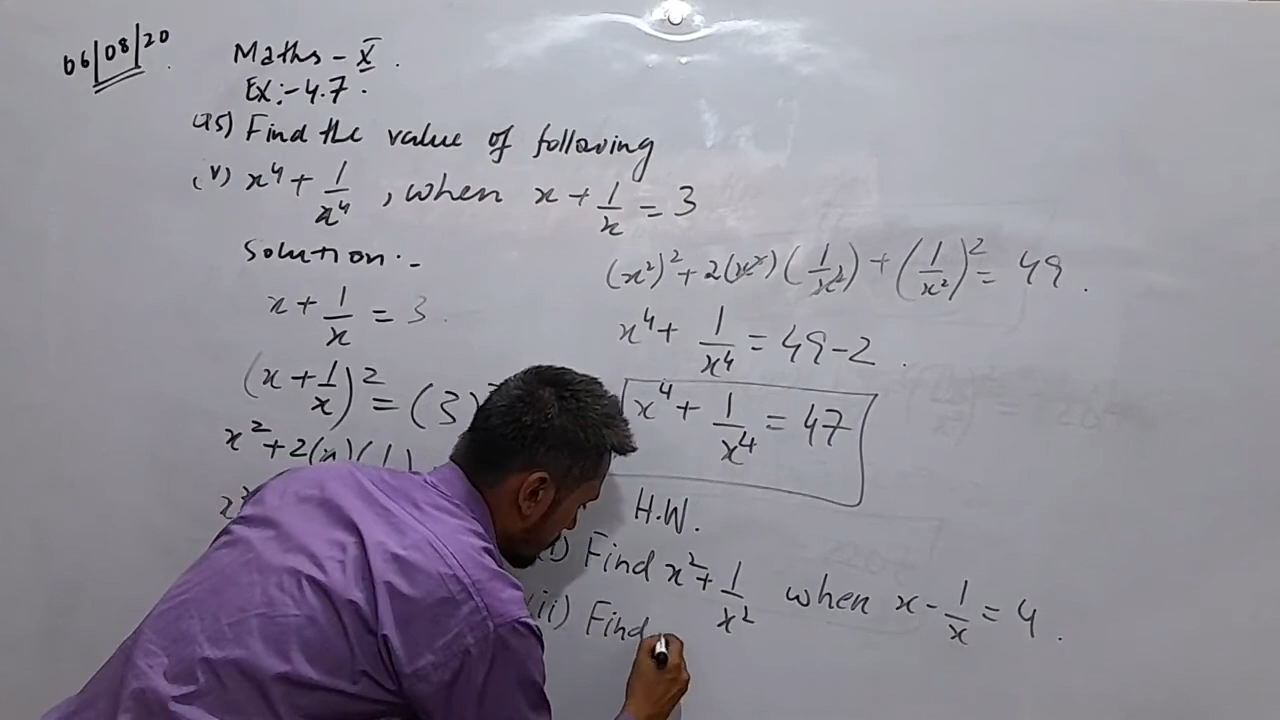 06|08|20
Maths - X.
EX:- 4.7.
Q5) Find the value of following
(v) x⁴ + 1/x⁴, when x + 1/x = 3
Solution:-
x + 1/x = 3.
(x + 1/x)² = (3)
x² + 2(x)(1
(x²)² + 2(x²)(1/x²) + (1/x²)² = 49.
x⁴ + 1/x⁴ = 49-2.
x⁴ + 1/x⁴ = 47
H.W.
i) Find x² + 1/x² when x - 1/x = 4.
ii) Find